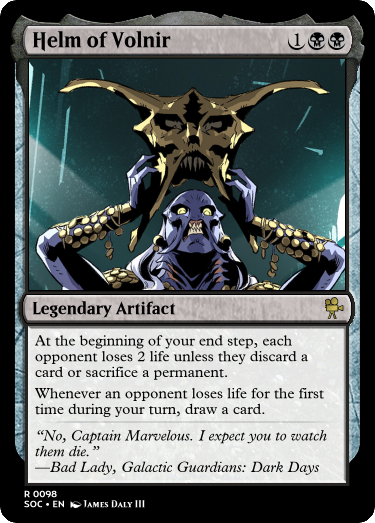 Helm of Volnir 1
Legendary Artifact
At the beginning of your end step, each
opponent loses 2 life unless they discard a
card or sacrifice a permanent.
Whenever an opponent loses life for the first
time during your turn, draw a card.
“No, Captain Marvelous. I expect you to watch
them die.”
—Bad Lady, Galactic Guardians: Dark Days
R 0098
SOC • EN James Daly III